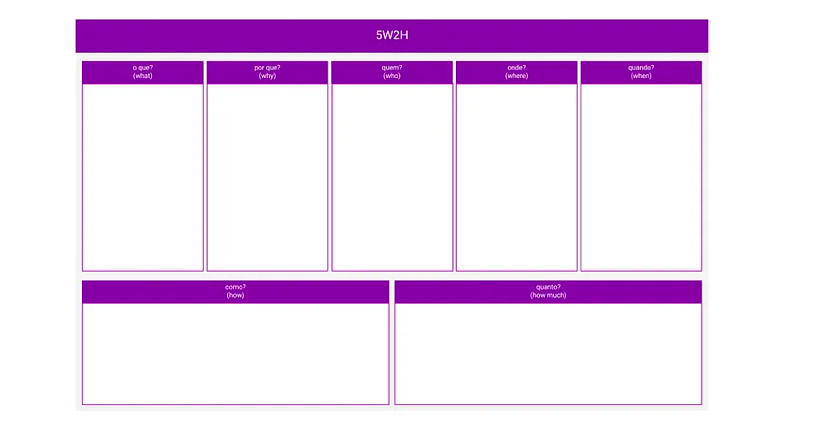 5W2H
o que?
(what)
por que?
(why)
quem?
(who)
onde?
(where)
quando?
(when)
como?
(how)
quanto?
(how much)